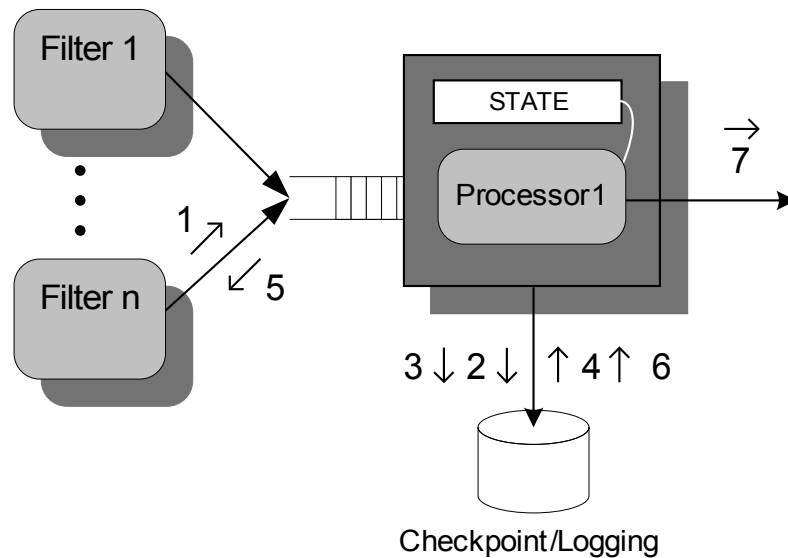 Filter 1
STATE
7
Processor1
1
Filter n
5
3 2 4 6
Checkpoint/Logging